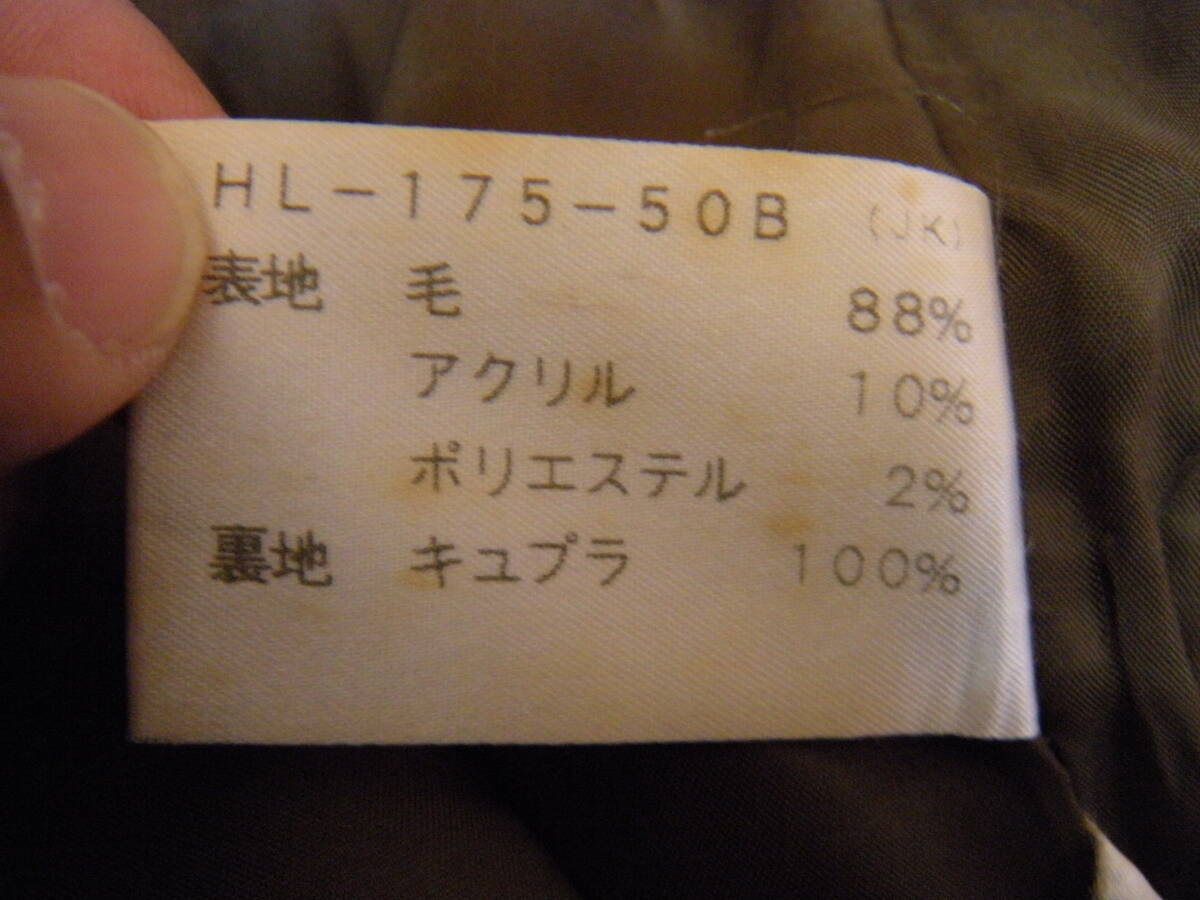 HL-175-50B (JK)
表地 毛 88%
アクリル 10%
ポリエステル 2%
裏地 キュプラ 100%